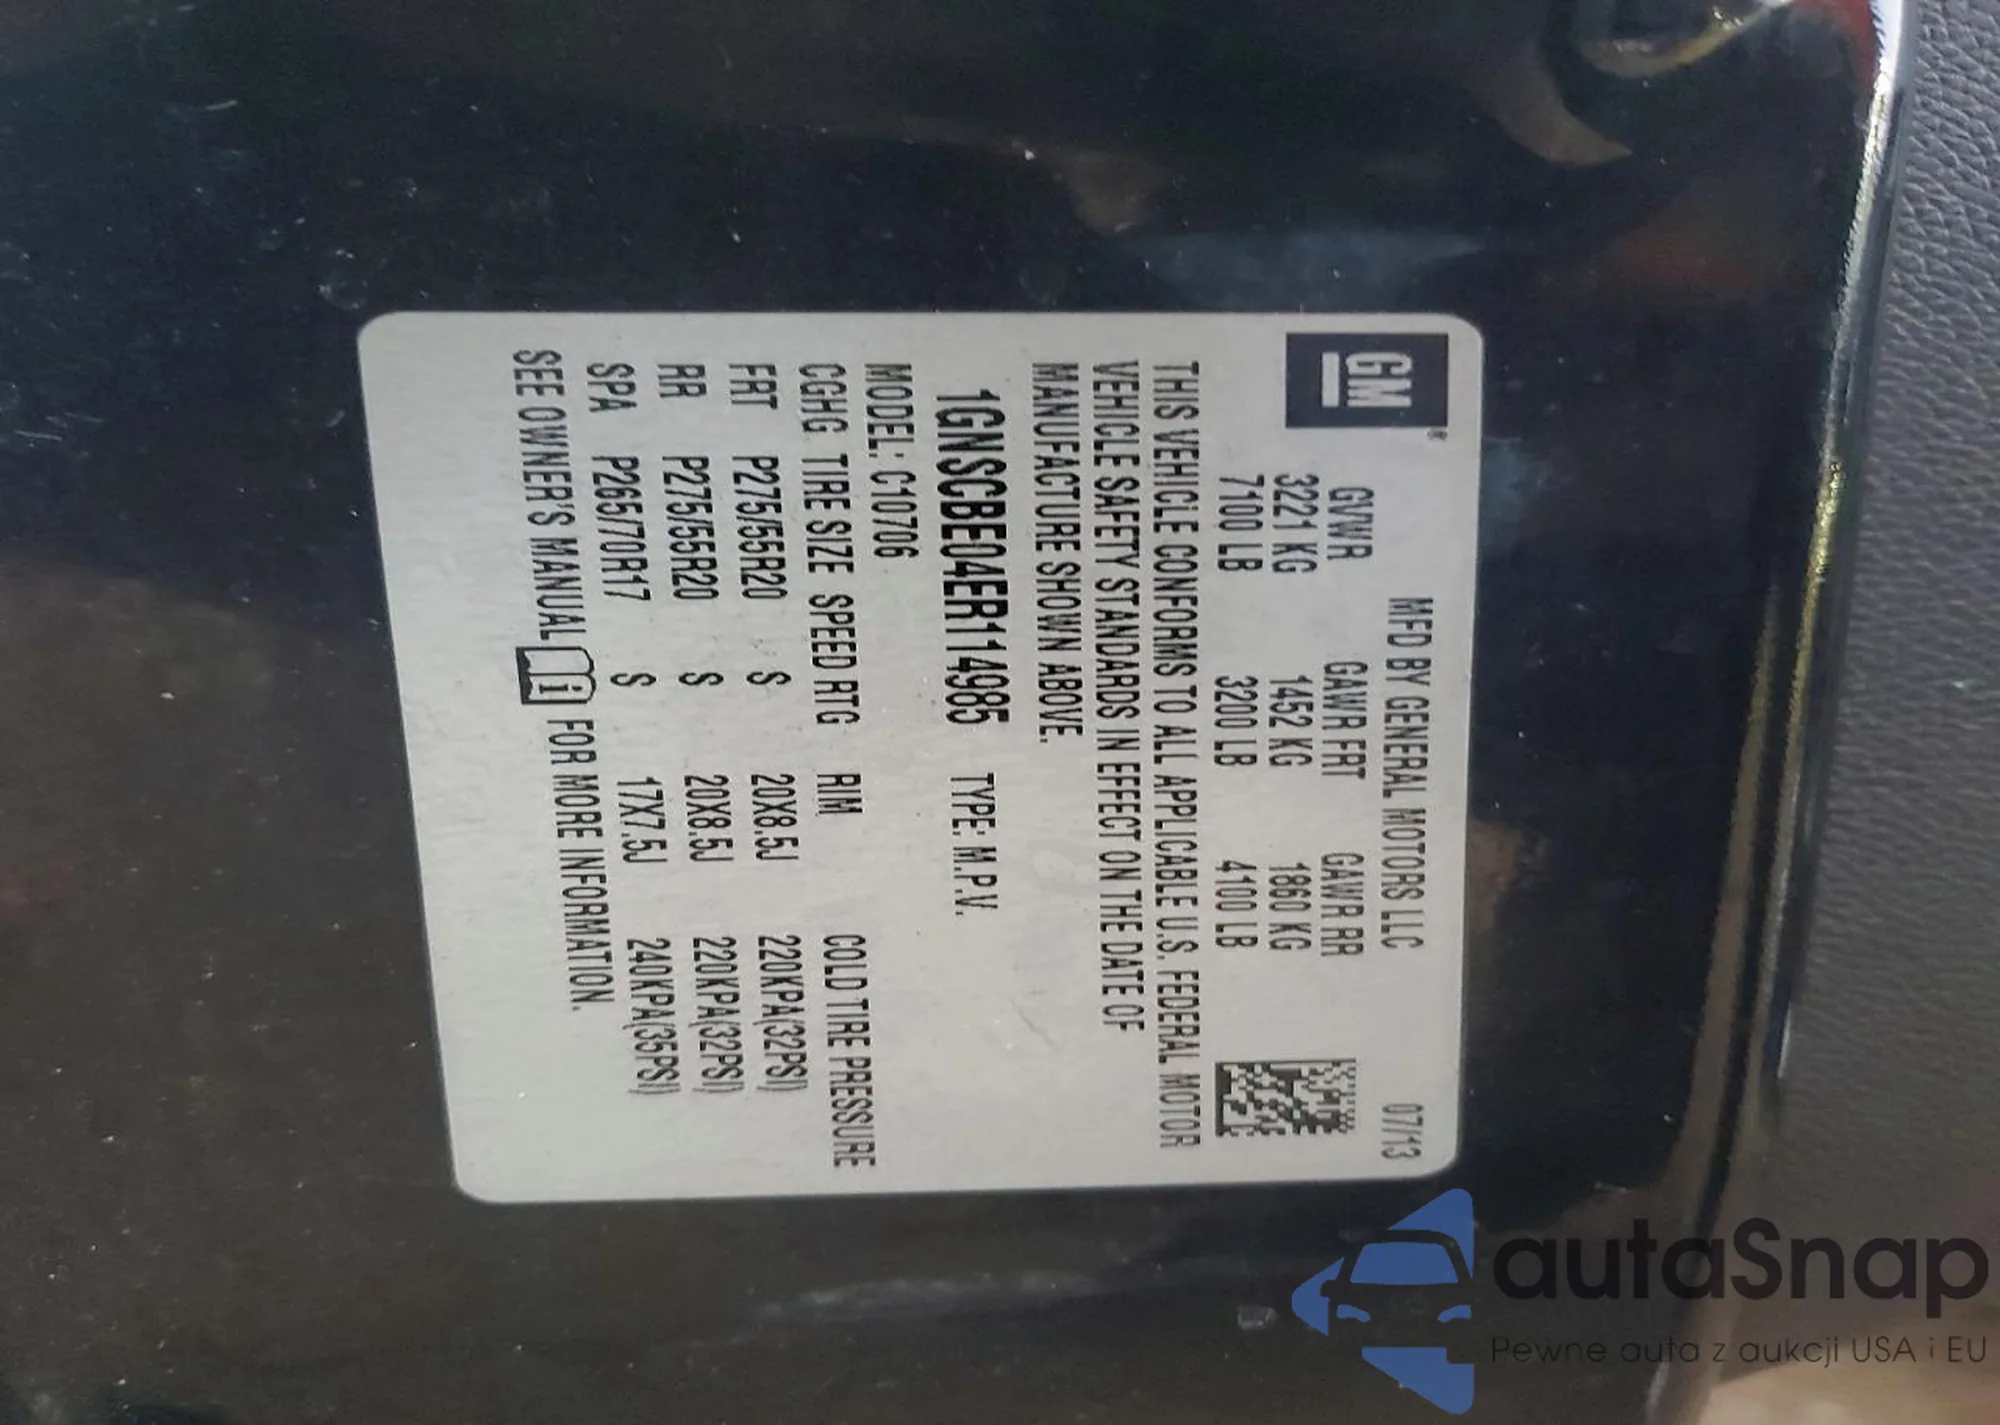 GM®
MFD BY GENERAL MOTORS LLC 07/13
GVWR GAWR FRT GAWR RR
3221 KG 1452 KG 1860 KG
7100 LB 3200 LB 4100 LB
THIS VEHICLE CONFORMS TO ALL APPLICABLE U.S. FEDERAL MOTOR
VEHICLE SAFETY STANDARDS IN EFFECT ON THE DATE OF
MANUFACTURE SHOWN ABOVE.
1GNSCBE04ER114985 TYPE: M.P.V.
MODEL: C10706
CGHG TIRE SIZE SPEED RTG RIM COLD TIRE PRESSURE
FRT P275/55R20 S 20X8.5J 220KPA(32PSI)
RR P275/55R20 S 20X8.5J 220KPA(32PSI)
SPA P265/70R17 S 17X7.5J 240KPA(35PSI)
SEE OWNER'S MANUAL i FOR MORE INFORMATION.
autaSnap
Pewne auta z aukcji USA i EU